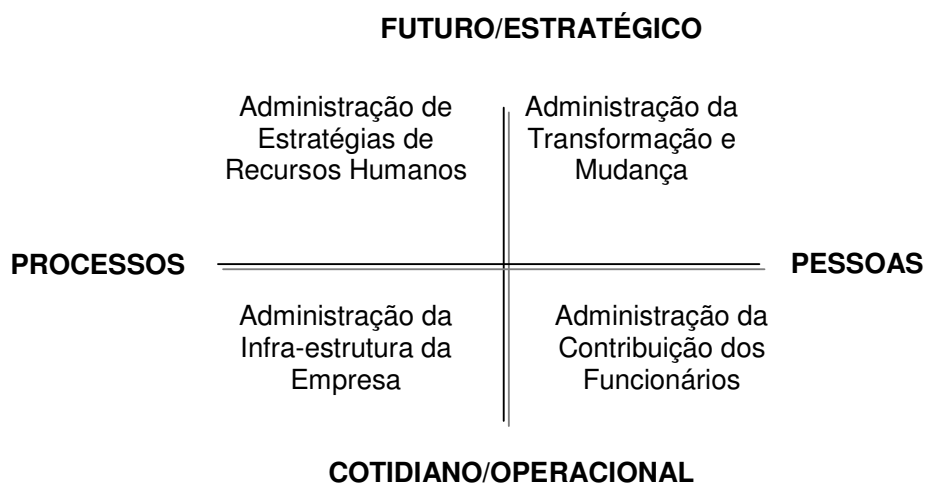 FUTURO/ESTRATÉGICO
Administração de
Estratégias de
Recursos Humanos
Administração da
Transformação e
Mudança
PROCESSOS
PESSOAS
Administração da
Infra-estrutura da
Empresa
Administração da
Contribuição dos
Funcionários
COTIDIANO/OPERACIONAL